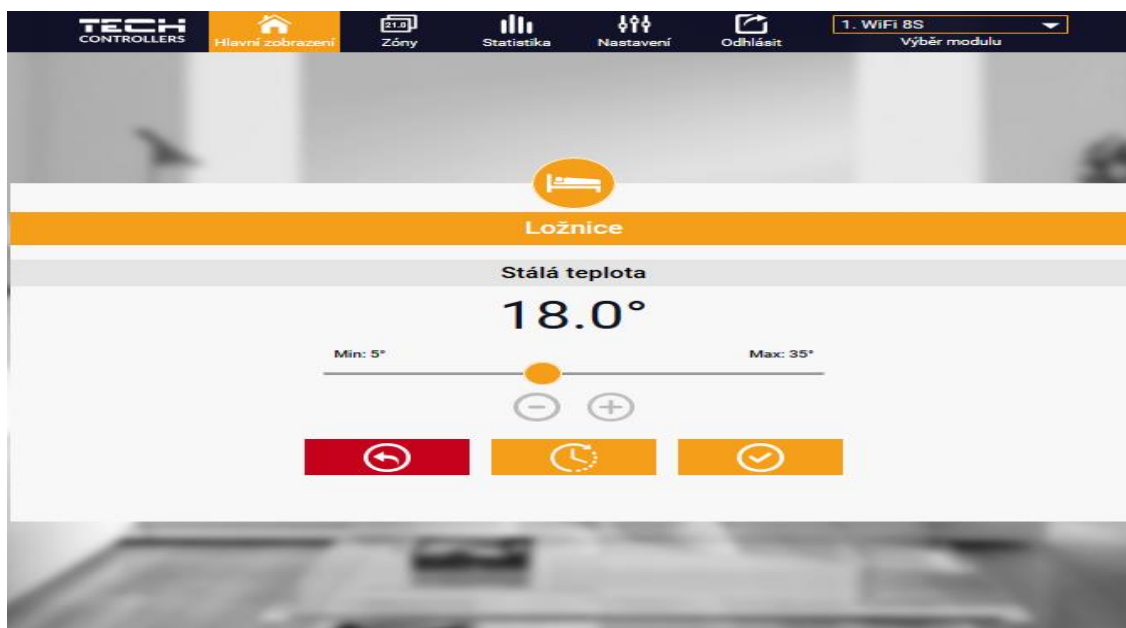 TECH
CONTROLLERS
Hlavní zobrazení
21.0
Zóny
Statistika
Nastavení
Odhlásit
1. WiFi 8S
Výběr modulu
Ložnice
Stálá teplota
18.0°
Min: 5°
Max: 35°